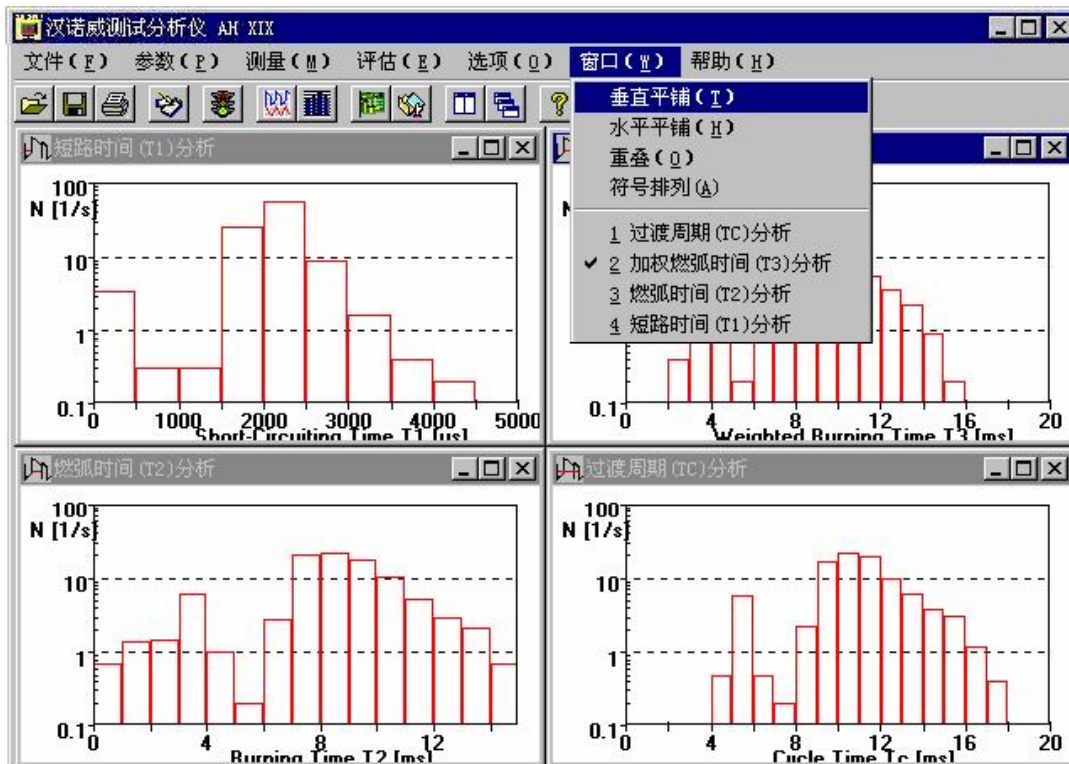 汉诺威测试分析仪 AH XIX
文件(F) 参数(P) 测量(M) 评估(E) 选项(O) 窗口(W) 帮助(H)
垂直平铺(T)
水平平铺(H)
重叠(O)
符号排列(A)
1 过渡周期(TC)分析
✔ 2 加权燃弧时间(T3)分析
3 燃弧时间(T2)分析
4 短路时间(T1)分析
短路时间(T1)分析
100
N [1/s]
10
1
0.1
0 1000 2000 3000 4000 5000
Short-Circuiting Time T1 [us]
N
0.1
0 4 8 12 16 20
Weighted Burning Time T3 [ms]
燃弧时间(T2)分析
100
N [1/s]
10
1
0.1
0 4 8 12
Burning Time T2 [ms]
过渡周期(TC)分析
100
N [1/s]
10
1
0.1
0 4 8 12 16 20
Cycle Time Tc [ms]